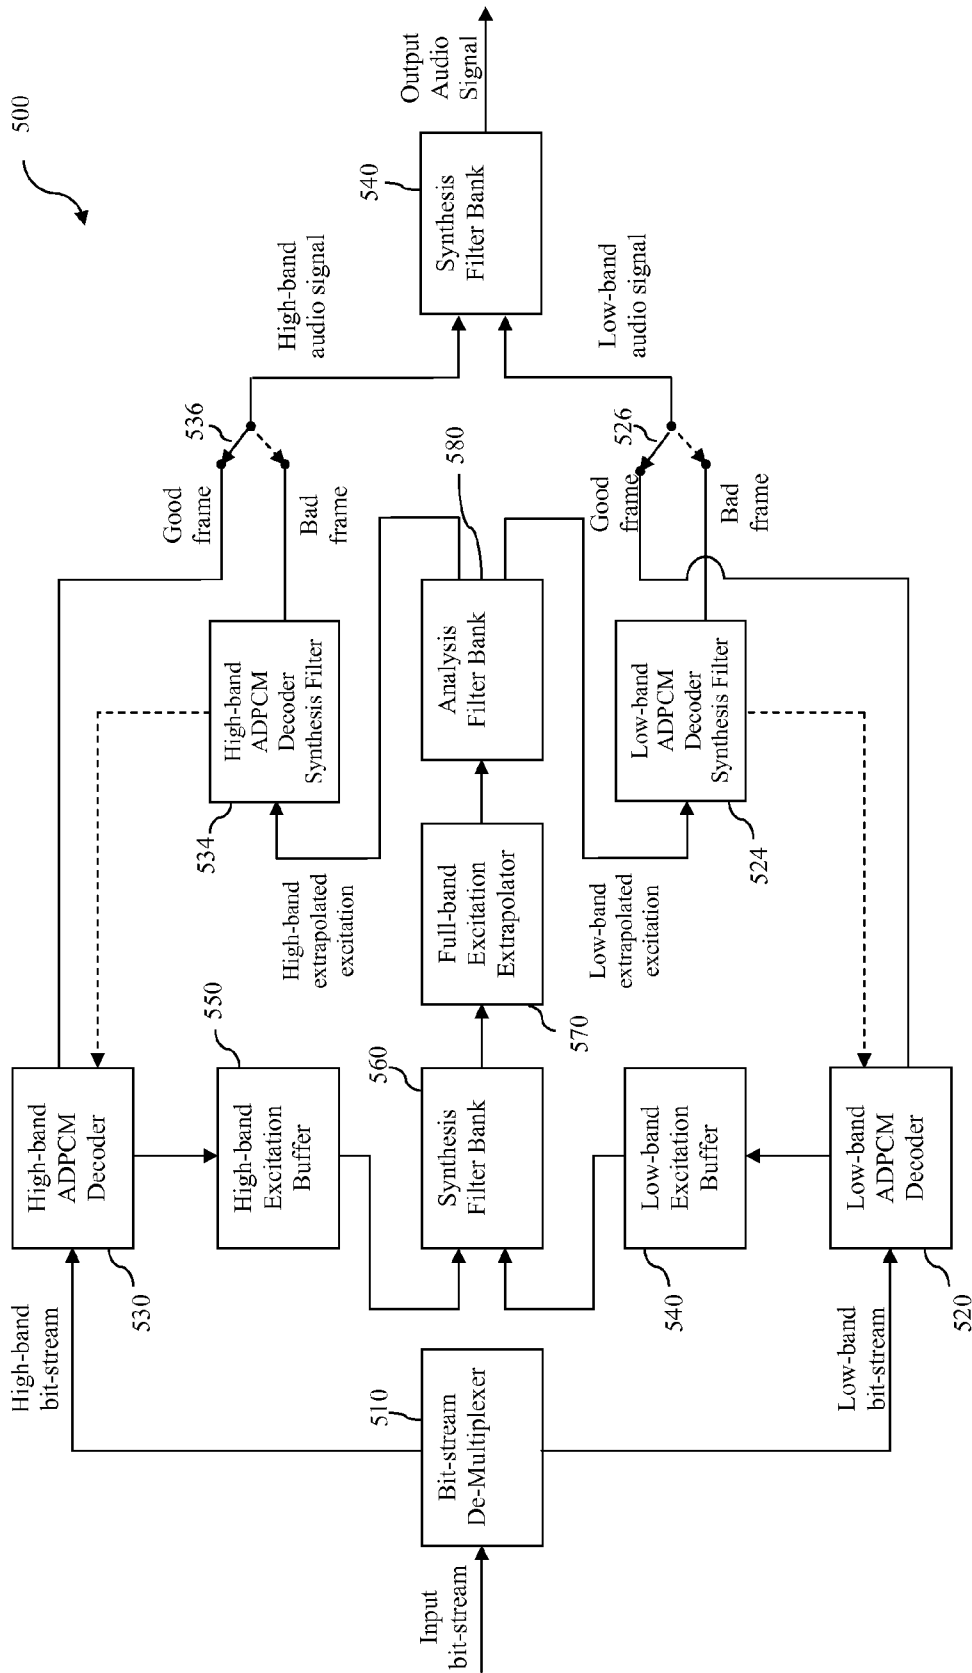 500
Input
bit-stream
Bit-stream
De-Multiplexer
510
High-band
bit-stream
Low-band
bit-stream
High-band
ADPCM
Decoder
530
High-band
Excitation
Buffer
550
Synthesis
Filter Bank
560
Low-band
Excitation
Buffer
540
Low-band
ADPCM
Decoder
520
Full-band
Excitation
Extrapolator
570
High-band
extrapolated
excitation
Low-band
extrapolated
excitation
High-band
ADPCM
Decoder
Synthesis Filter
534
Analysis
Filter Bank
580
Low-band
ADPCM
Decoder
Synthesis Filter
524
Good
frame
Bad
frame
536
Good
frame
Bad
frame
526
High-band
audio signal
Low-band
audio signal
Synthesis
Filter Bank
540
Output
Audio
Signal